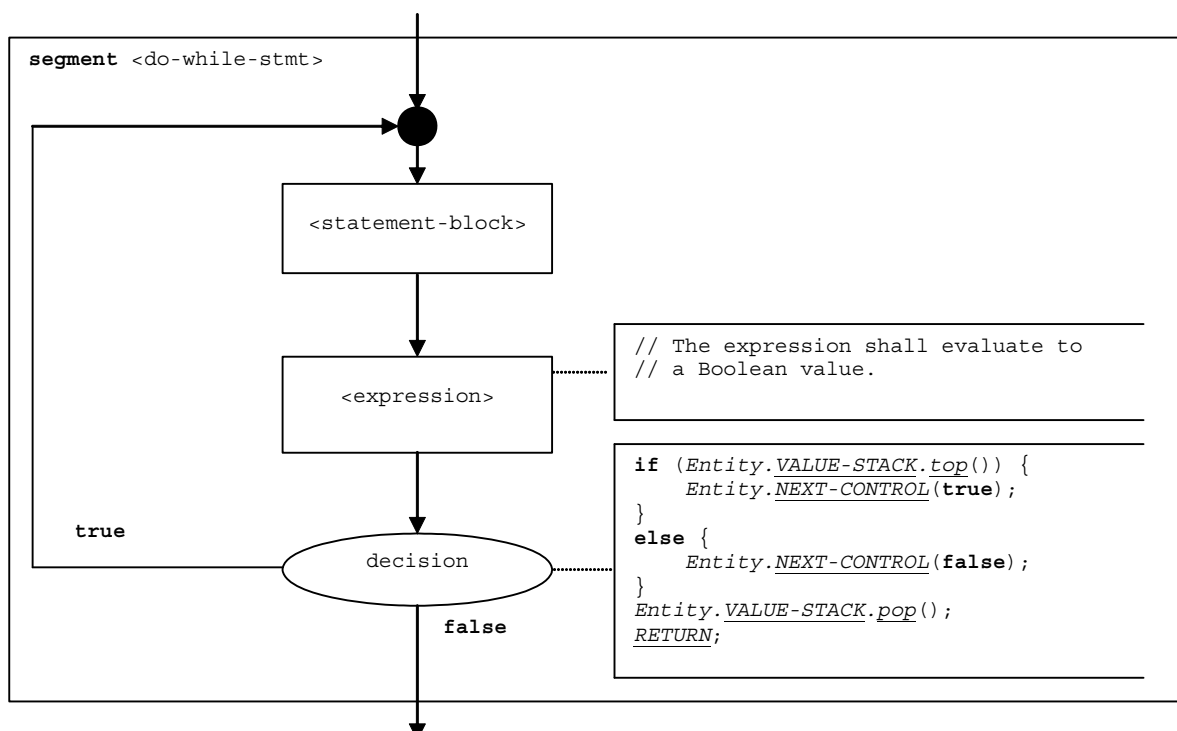 segment <do-while-stmt>
<statement-block>
// The expression shall evaluate to
// a Boolean value.
<expression>
if (Entity.VALUE-STACK.top()) {
    Entity.NEXT-CONTROL(true);
}
else {
    Entity.NEXT-CONTROL(false);
}
Entity.VALUE-STACK.pop();
RETURN;
true
decision
false